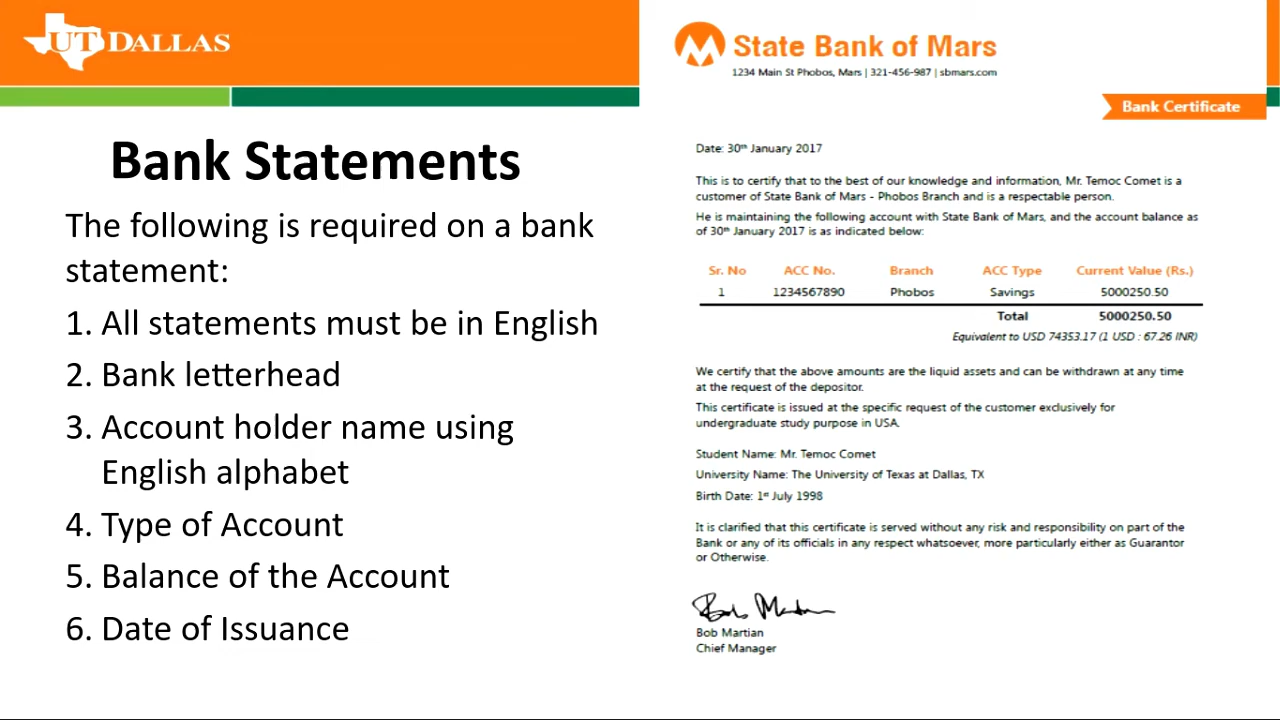 UT DALLAS
Bank Statements
The following is required on a bank
statement:
1. All statements must be in English
2. Bank letterhead
3. Account holder name using
English alphabet
4. Type of Account
5. Balance of the Account
6. Date of Issuance
State Bank of Mars
1234 Main St Phobos, Mars | 321-456-987 | sbmars.com
Bank Certificate
Date: 30th January 2017
This is to certify that to the best of our knowledge and information, Mr. Temoc Comet is a
customer of State Bank of Mars - Phobos Branch and is a respectable person.
He is maintaining the following account with State Bank of Mars, and the account balance as
of 30th January 2017 is as indicated below:
Sr. No ACC No. Branch ACC Type Current Value (Rs.)
1 1234567890 Phobos Savings 5000250.50
Total 5000250.50
Equivalent to USD 74353.17 (1 USD : 67.26 INR)
We certify that the above amounts are the liquid assets and can be withdrawn at any time
at the request of the depositor.
This certificate is issued at the specific request of the customer exclusively for
undergraduate study purpose in USA.
Student Name: Mr. Temoc Comet
University Name: The University of Texas at Dallas, TX
Birth Date: 1st July 1998
It is clarified that this certificate is served without any risk and responsibility on part of the
Bank or any of its officials in any respect whatsoever, more particularly either as Guarantor
or Otherwise.
Bob Martian
Bob Martian
Chief Manager